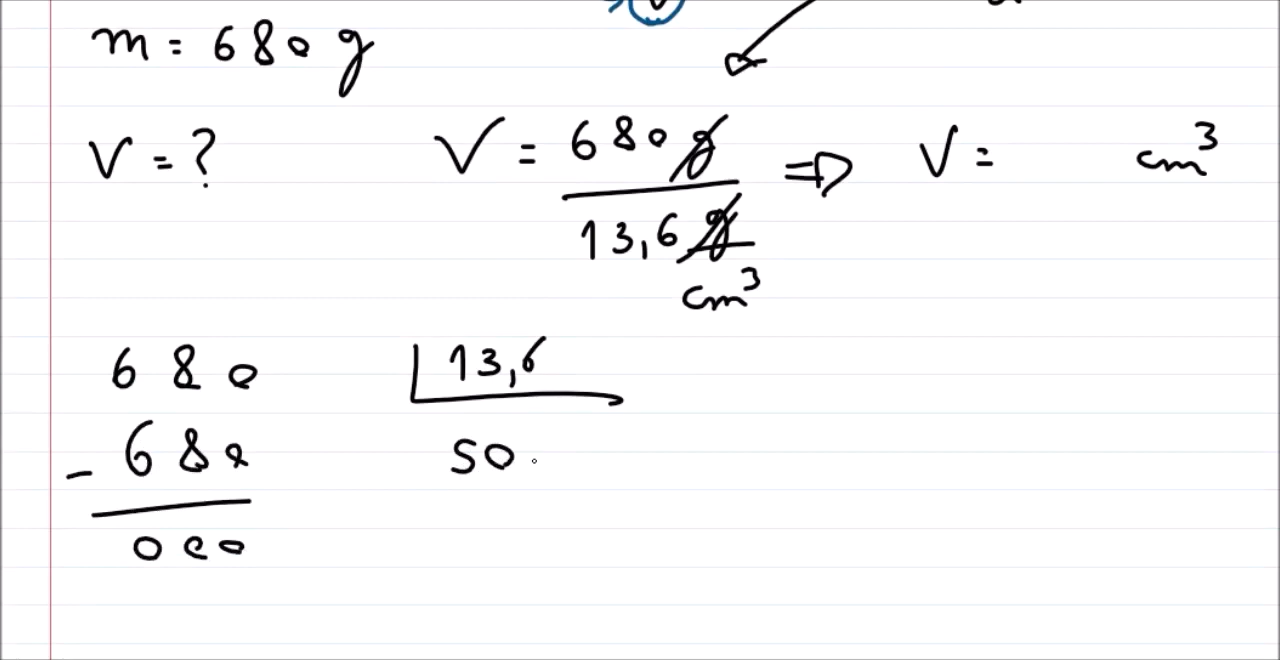 m = 680 g
V = ?
V = 680 g / 13,6 g/cm³ ⇒ V = cm³
680 | 13,6
- 680 50
000